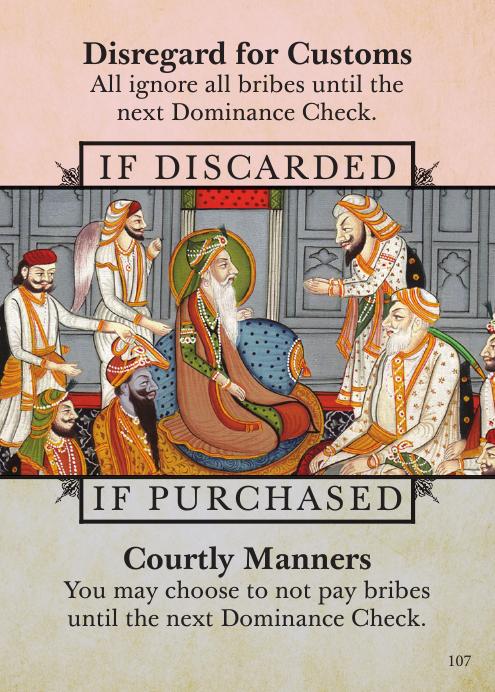 Disregard for Customs
All ignore all bribes until the
next Dominance Check.
IF DISCARDED
IF PURCHASED
Courtly Manners
You may choose to not pay bribes
until the next Dominance Check.
107